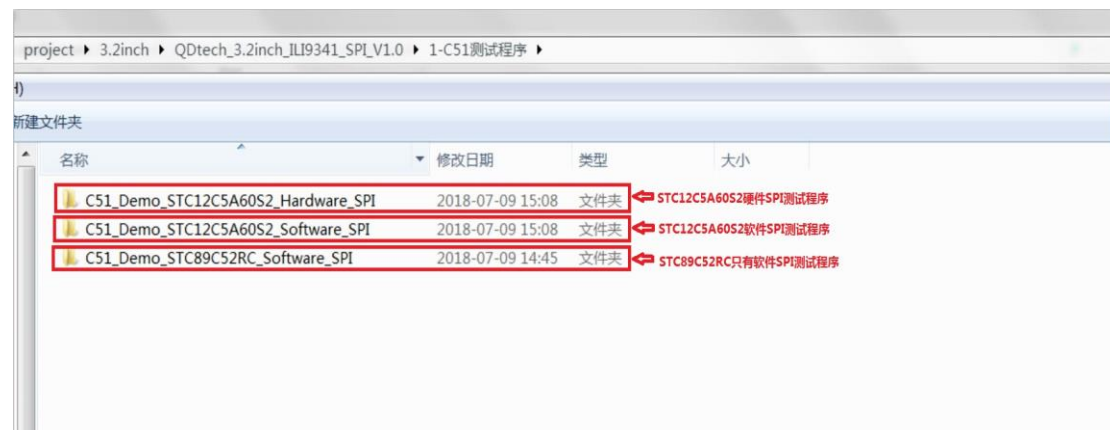 project ▸ 3.2inch ▸ QDtech_3.2inch_ILI9341_SPI_V1.0 ▸ 1-C51测试程序 ▸
H)
新建文件夹
名称 修改日期 类型 大小
C51_Demo_STC12C5A60S2_Hardware_SPI 2018-07-09 15:08 文件夹 STC12C5A60S2硬件SPI测试程序
C51_Demo_STC12C5A60S2_Software_SPI 2018-07-09 15:08 文件夹 STC12C5A60S2软件SPI测试程序
C51_Demo_STC89C52RC_Software_SPI 2018-07-09 14:45 文件夹 STC89C52RC只有软件SPI测试程序